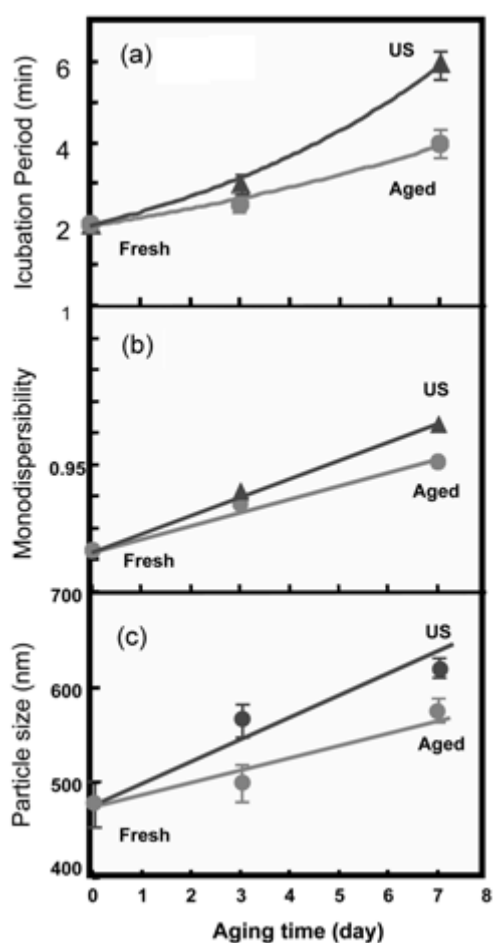 (a)
US
6
4
2
Icubation Period (min)
Aged
Fresh
1
(b)
US
0.95
Monodispersibility
Aged
Fresh
700
(c)
US
600
500
400
Particle size (nm)
Aged
Fresh
0 1 2 3 4 5 6 7 8
Aging time (day)